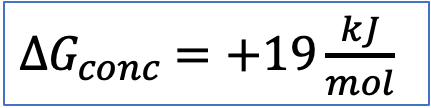 ΔG_conc = +19 kJ/mol